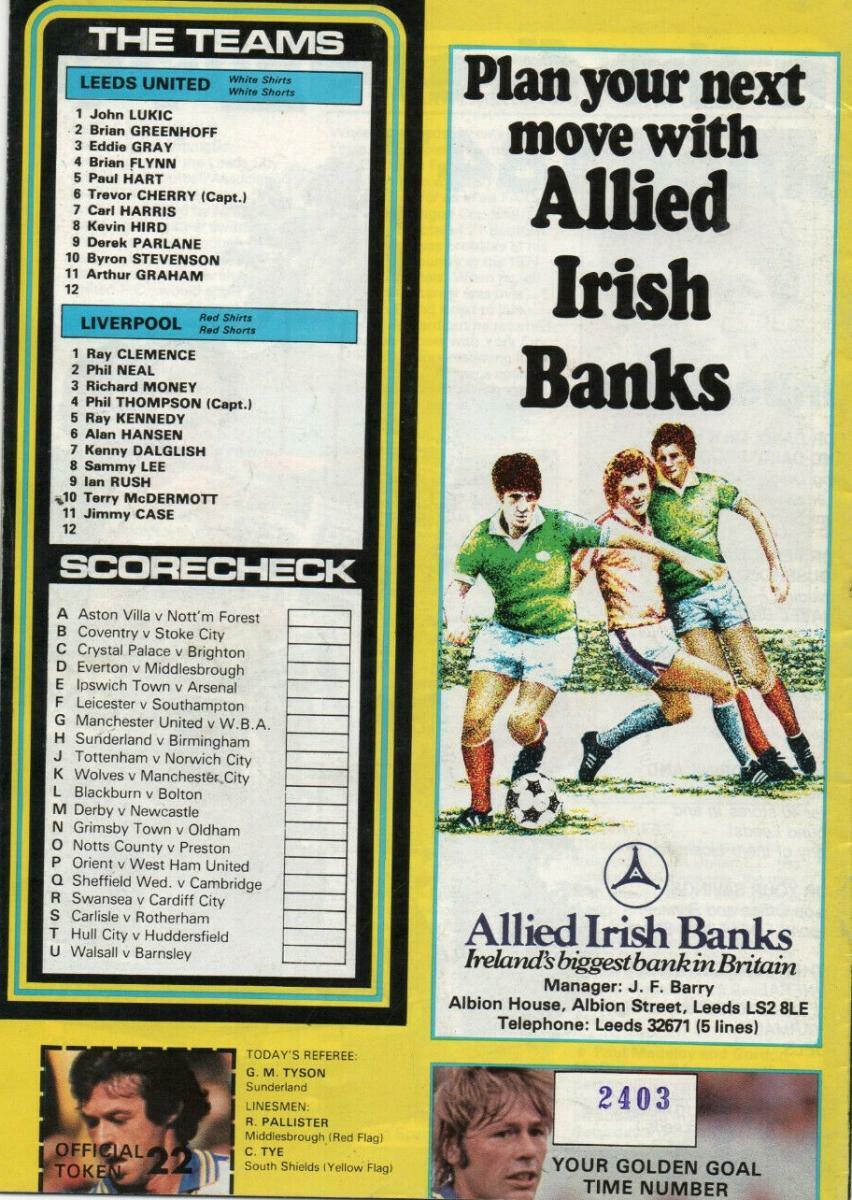 THE TEAMS
LEEDS UNITED White Shirts
White Shorts
1 John LUKIC
2 Brian GREENHOFF
3 Eddie GRAY
4 Brian FLYNN
5 Paul HART
6 Trevor CHERRY (Capt.)
7 Carl HARRIS
8 Kevin HIRD
9 Derek PARLANE
10 Byron STEVENSON
11 Arthur GRAHAM
12
LIVERPOOL Red Shirts
Red Shorts
1 Ray CLEMENCE
2 Phil NEAL
3 Richard MONEY
4 Phil THOMPSON (Capt.)
5 Ray KENNEDY
6 Alan HANSEN
7 Kenny DALGLISH
8 Sammy LEE
9 Ian RUSH
10 Terry McDERMOTT
11 Jimmy CASE
12
SCORECHECK
A Aston Villa v Nott'm Forest
B Coventry v Stoke City
C Crystal Palace v Brighton
D Everton v Middlesbrough
E Ipswich Town v Arsenal
F Leicester v Southampton
G Manchester United v W.B.A.
H Sunderland v Birmingham
J Tottenham v Norwich City
K Wolves v Manchester City
L Blackburn v Bolton
M Derby v Newcastle
N Grimsby Town v Oldham
O Notts County v Preston
P Orient v West Ham United
Q Sheffield Wed. v Cambridge
R Swansea v Cardiff City
S Carlisle v Rotherham
T Hull City v Huddersfield
U Walsall v Barnsley
OFFICIAL
TOKEN 22
TODAY'S REFEREE:
G. M. TYSON
Sunderland
LINESMEN:
R. PALLISTER
Middlesbrough (Red Flag)
C. TYE
South Shields (Yellow Flag)
Plan your next
move with
Allied
Irish
Banks
A
Allied Irish Banks
Ireland's biggest bank in Britain
Manager: J. F. Barry
Albion House, Albion Street, Leeds LS2 8LE
Telephone: Leeds 32671 (5 lines)
2403
YOUR GOLDEN GOAL
TIME NUMBER